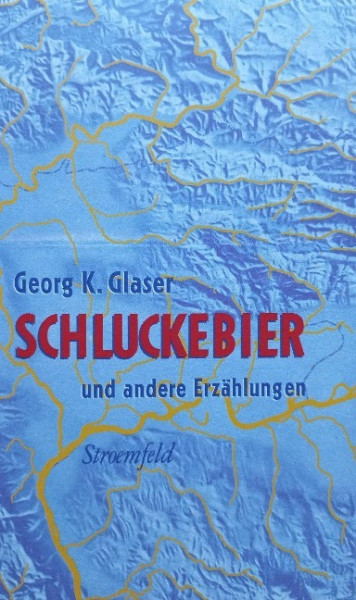 Georg K. Glaser
SCHLUCKEBIER
und andere Erzählungen
Stroemfeld